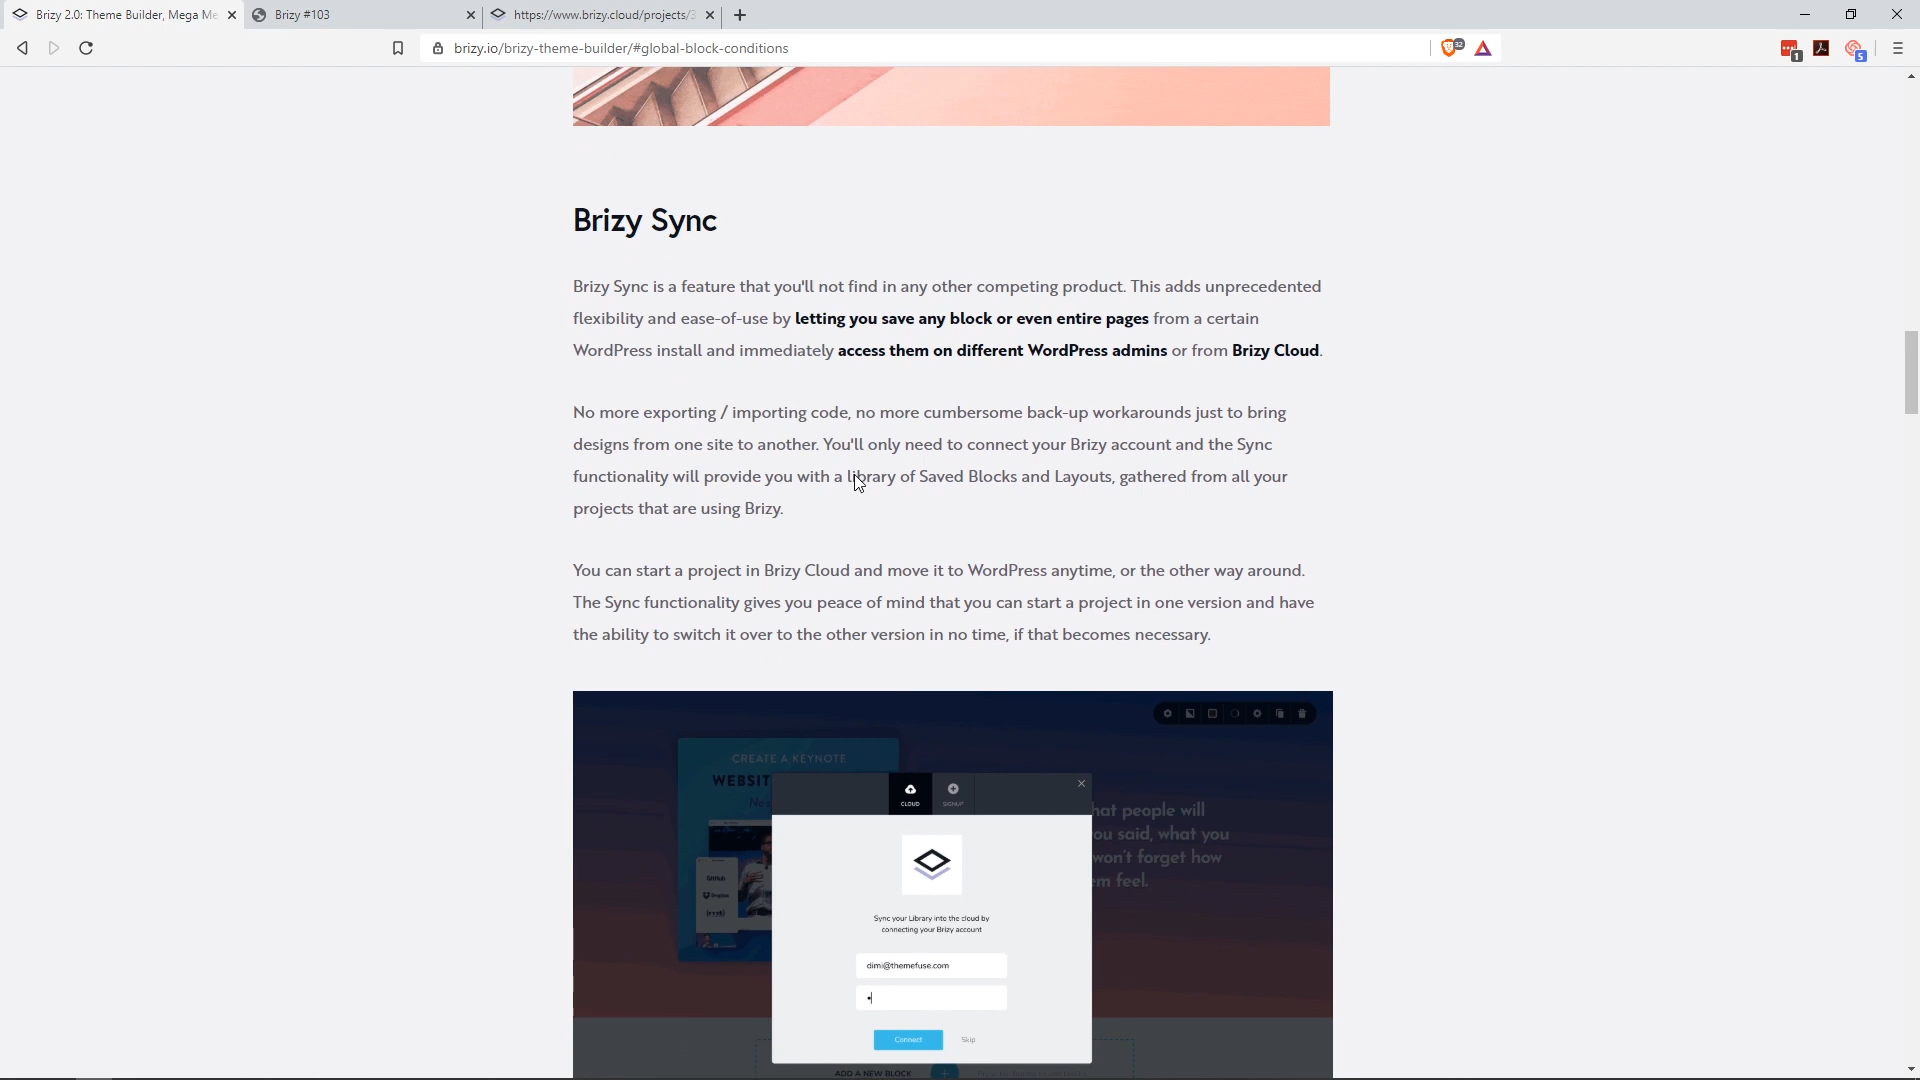 Brizy 2.0: Theme Builder, Mega Me
Brizy #103
https://www.brizy.cloud/projects/3
brizy.io/brizy-theme-builder/#global-block-conditions
32
1
5
Brizy Sync
Brizy Sync is a feature that you'll not find in any other competing product. This adds unprecedented
flexibility and ease-of-use by letting you save any block or even entire pages from a certain
WordPress install and immediately access them on different WordPress admins or from Brizy Cloud.
No more exporting / importing code, no more cumbersome back-up workarounds just to bring
designs from one site to another. You'll only need to connect your Brizy account and the Sync
functionality will provide you with a library of Saved Blocks and Layouts, gathered from all your
projects that are using Brizy.
You can start a project in Brizy Cloud and move it to WordPress anytime, or the other way around.
The Sync functionality gives you peace of mind that you can start a project in one version and have
the ability to switch it over to the other version in no time, if that becomes necessary.
CREATE A KEYNOTE
WEBSIT
No s
GitHub
Dropbox
hat people will
ou said, what you
won't forget how
em feel.
CLOUD
SIGNUP
Sync your Library into the cloud by
connecting your Brizy account
dimi@themefuse.com
Connect
Skip
ADD A NEW BLOCK